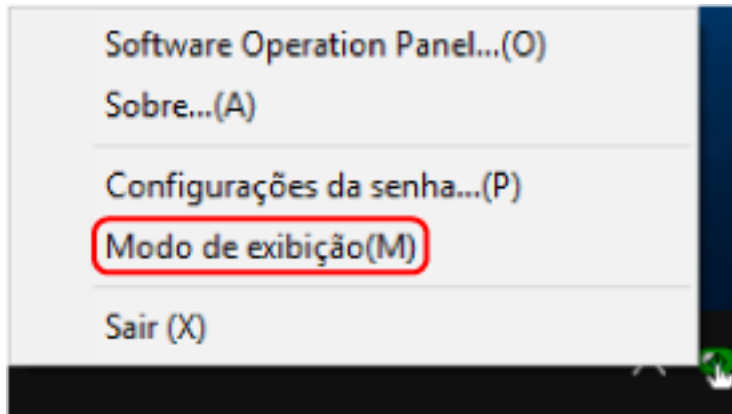 Software Operation Panel...(O)
Sobre...(A)
Configurações da senha...(P)
Modo de exibição(M)
Sair (X)